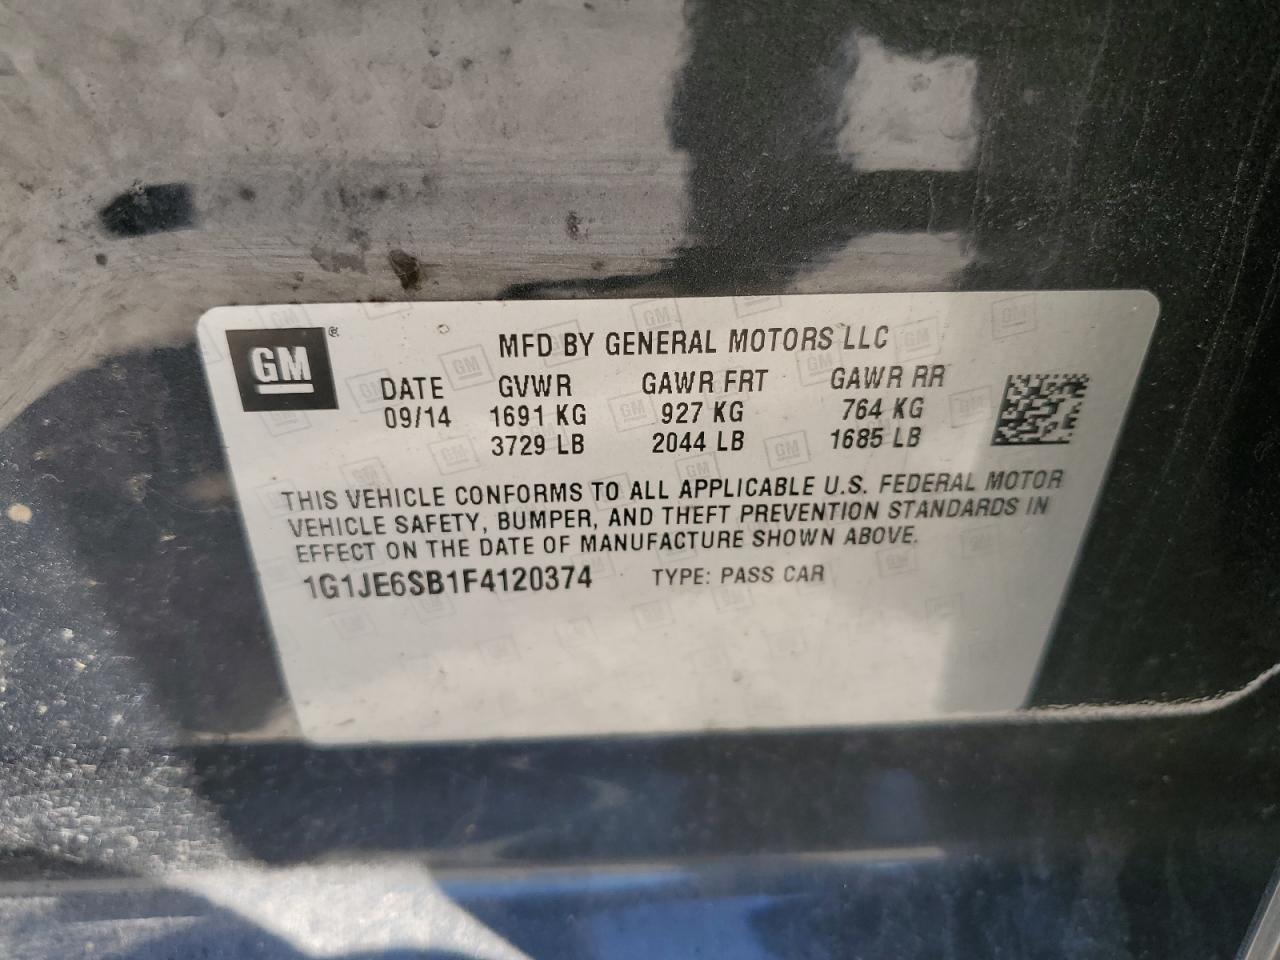 GM ®
MFD BY GENERAL MOTORS LLC
DATE GVWR GAWR FRT GAWR RR
09/14 1691 KG 927 KG 764 KG
3729 LB 2044 LB 1685 LB
THIS VEHICLE CONFORMS TO ALL APPLICABLE U.S. FEDERAL MOTOR
VEHICLE SAFETY, BUMPER, AND THEFT PREVENTION STANDARDS IN
EFFECT ON THE DATE OF MANUFACTURE SHOWN ABOVE.
1G1JE6SB1F4120374 TYPE: PASS CAR